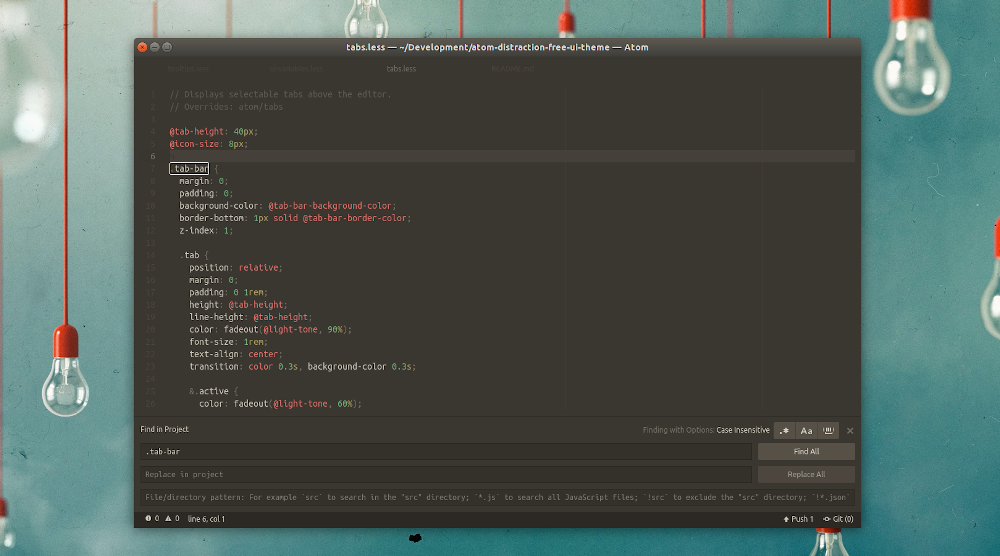 tabs.less — ~/Development/atom-distraction-free-ui-theme — Atom
tabs.less
1 // Displays selectable tabs above the editor.
2 // Overrides: atom/tabs
3
4 @tab-height: 40px;
5 @icon-size: 8px;
6
7 .tab-bar {
8 margin: 0;
9 padding: 0;
10 background-color: @tab-bar-background-color;
11 border-bottom: 1px solid @tab-bar-border-color;
12 z-index: 1;
13
14 .tab {
15 position: relative;
16 margin: 0;
17 padding: 0 1rem;
18 height: @tab-height;
19 line-height: @tab-height;
20 color: fadeout(@light-tone, 90%);
21 font-size: 1rem;
22 text-align: center;
23 transition: color 0.3s, background-color 0.3s;
24
25 &.active {
26 color: fadeout(@light-tone, 60%);
Find in Project
Finding with Options: Case Insensitive
.* Aa
.tab-bar
Find All
Replace in project
Replace All
File/directory pattern: For example `src` to search in the "src" directory; `*.js` to search all JavaScript files; `!src` to exclude the "src" directory; `!*.json`
0 0 line 6, col 1
Push 1 Git (0)